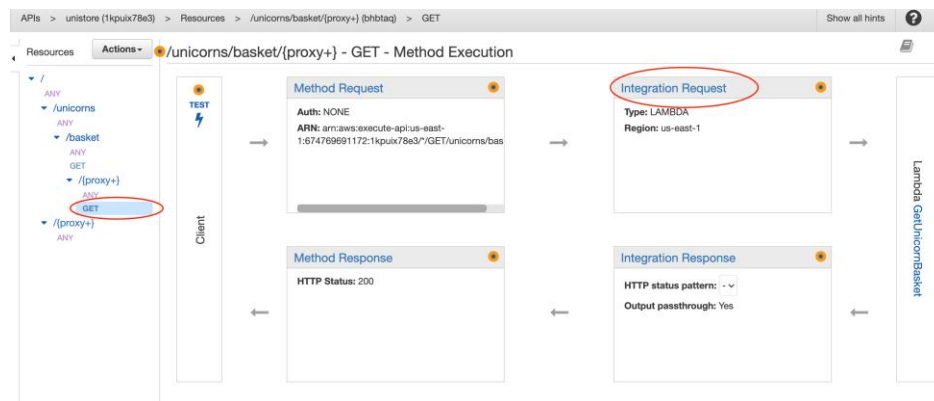 APIs > unistore (1kpuix78e3) > Resources > /unicorns/basket/{proxy+} (bhbtaq) > GET
Show all hints
?
Resources
Actions
/unicorns/basket/{proxy+} - GET - Method Execution
/
ANY
/unicorns
ANY
/basket
ANY
GET
/{proxy+}
ANY
GET
/{proxy+}
ANY
TEST
Client
Method Request
Auth: NONE
ARN: arn:aws:execute-api:us-east-
1:674769691172:1kpuix78e3/*/GET/unicorns/bas
Integration Request
Type: LAMBDA
Region: us-east-1
Method Response
HTTP Status: 200
Integration Response
HTTP status pattern: -
Output passthrough: Yes
Lambda GetUnicornBasket